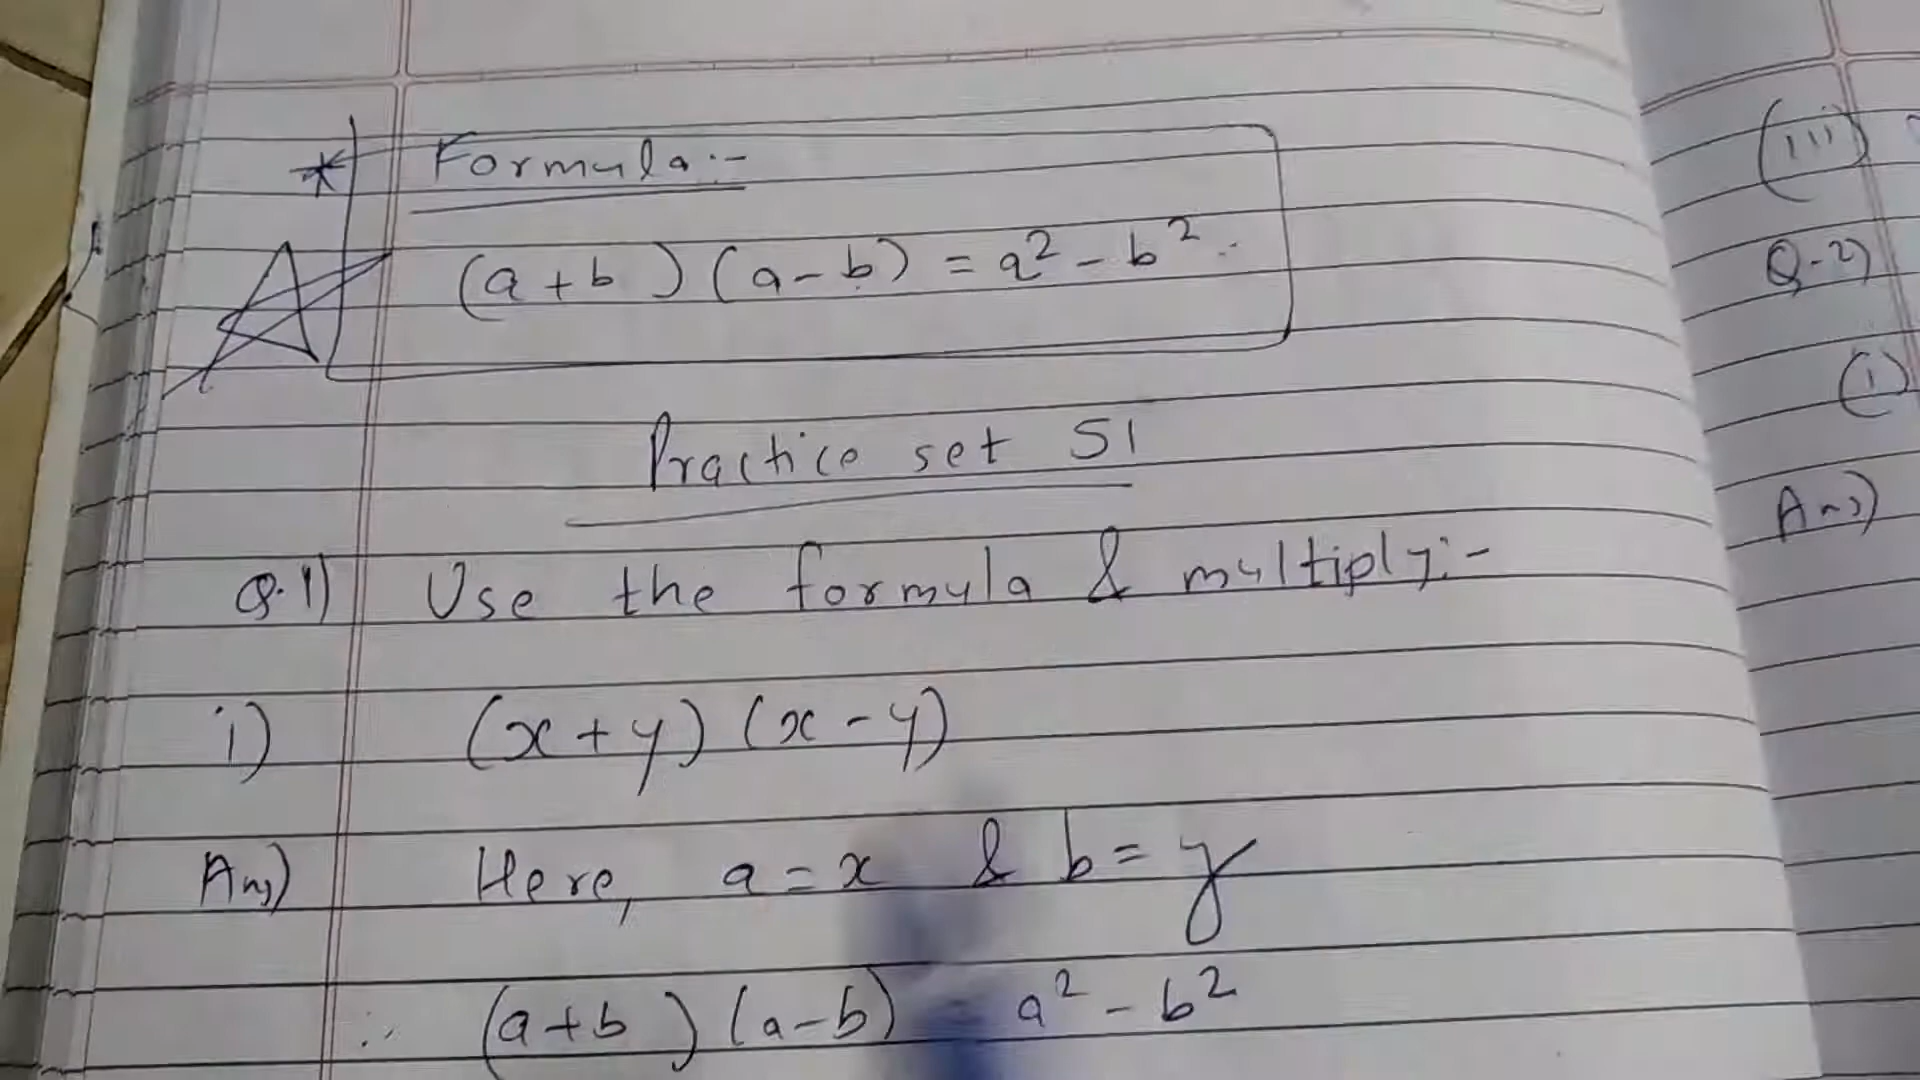 * Formula:-
(a+b)(a-b) = a² - b².
Practice set 51
Q.1) Use the formula & multiply:-
i) (x+y)(x-y)
Ans) Here, a=x & b=y
∴ (a+b)(a-b) = a² - b²
(iii)
Q-2)
(i)
Ans)